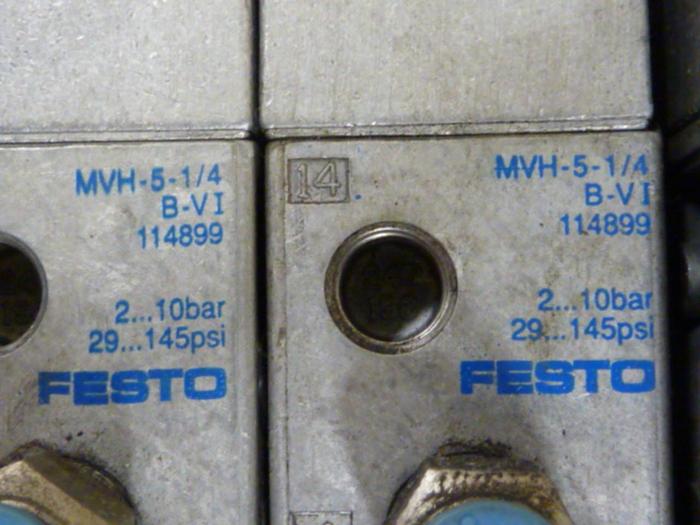 MVH-5-1/4
B-VI
114899
2...10bar
29...145psi
FESTO
14
MVH-5-1/4
B-VI
114899
2...10bar
29...145psi
FESTO